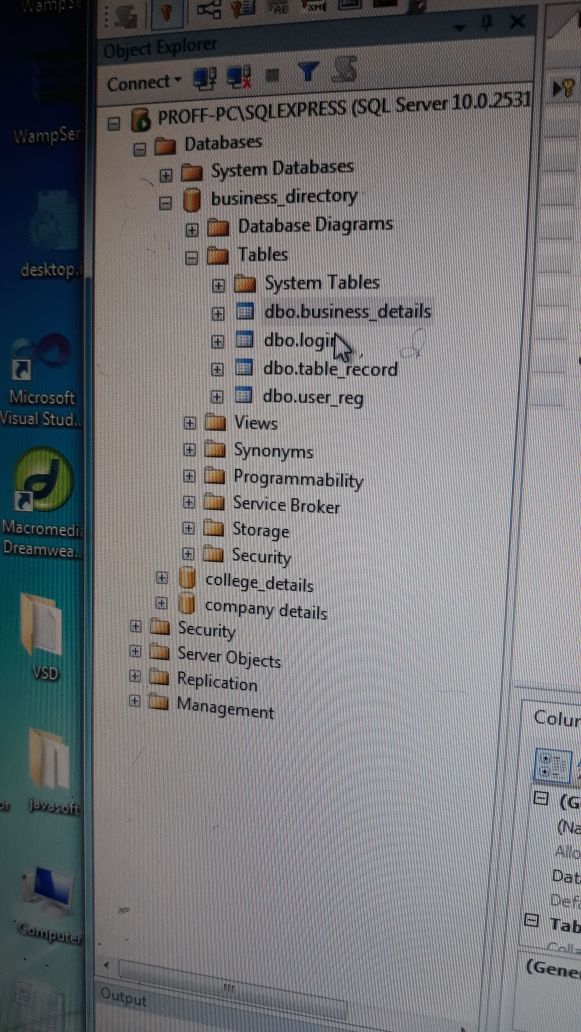 WampSe
Object Explorer
Connect
PROFF-PC\SQLEXPRESS (SQL Server 10.0.2531
WampSer
Databases
System Databases
business_directory
Database Diagrams
Tables
desktop.i
System Tables
dbo.business_details
dbo.login
dbo.table_record
Microsoft
Visual Stud...
dbo.user_reg
Views
Synonyms
Programmability
Service Broker
Storage
Security
Macromedia
Dreamwea...
college_details
company details
Security
Server Objects
Replication
Management
VSD
javasoft
Computer
Colu
(G
(Na
Allo
Data
Defa
Tab
Colla
(Gene
Output